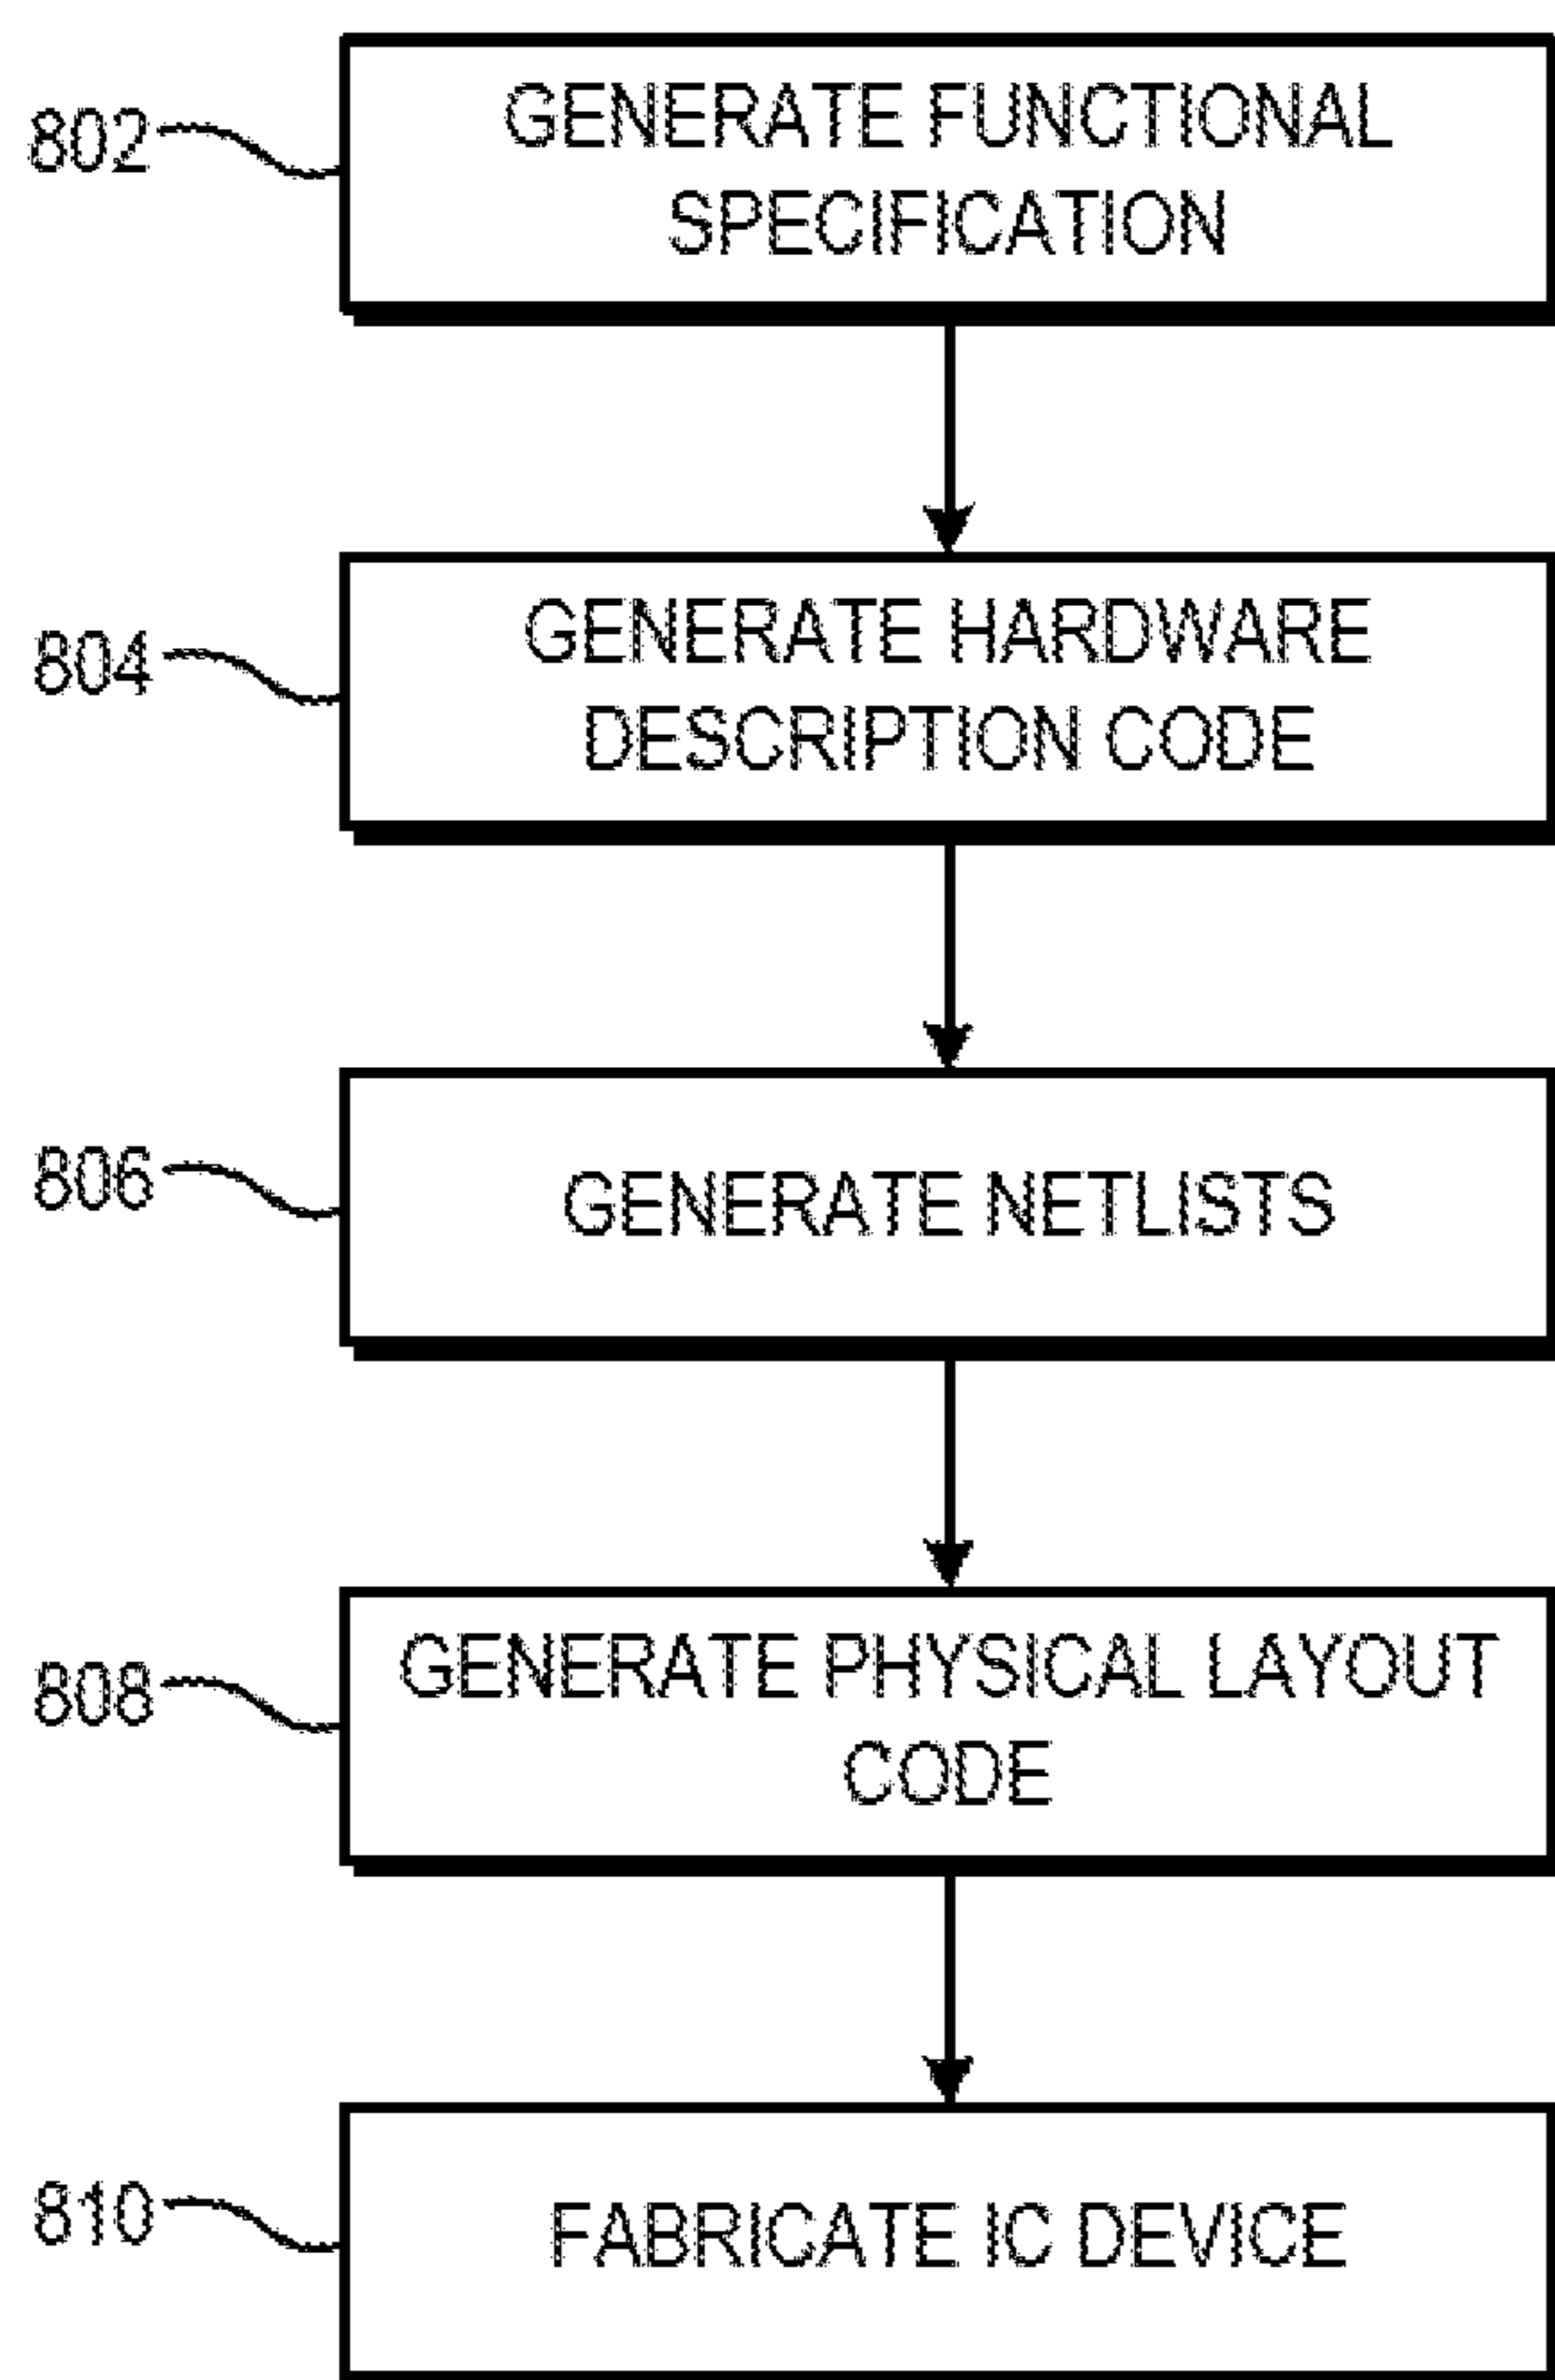 802
GENERATE FUNCTIONAL
SPECIFICATION
804
GENERATE HARDWARE
DESCRIPTION CODE
806
GENERATE NETLISTS
808
GENERATE PHYSICAL LAYOUT
CODE
810
FABRICATE IC DEVICE